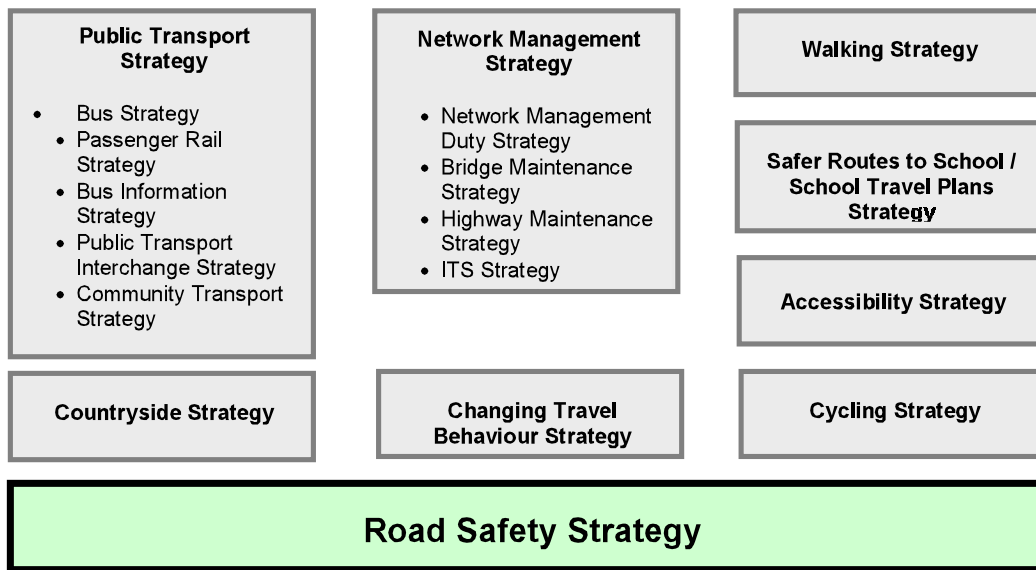 Public Transport
Strategy
• Bus Strategy
• Passenger Rail
Strategy
• Bus Information
Strategy
• Public Transport
Interchange Strategy
• Community Transport
Strategy
Network Management
Strategy
• Network Management
Duty Strategy
• Bridge Maintenance
Strategy
• Highway Maintenance
Strategy
• ITS Strategy
Walking Strategy
Safer Routes to School /
School Travel Plans
Strategy
Accessibility Strategy
Countryside Strategy
Changing Travel
Behaviour Strategy
Cycling Strategy
Road Safety Strategy